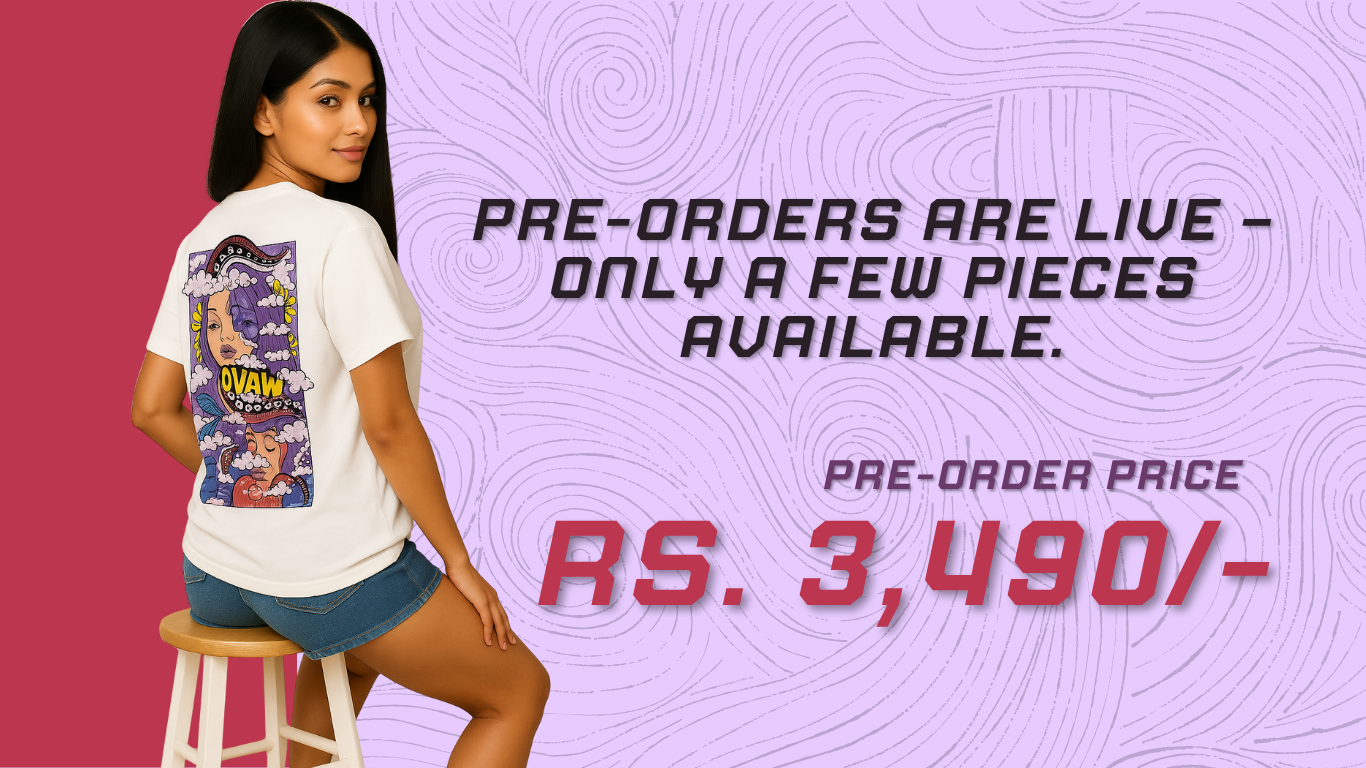 OVAW
PRE-ORDERS ARE LIVE –
ONLY A FEW PIECES
AVAILABLE.
PRE-ORDER PRICE
RS. 3,490/-